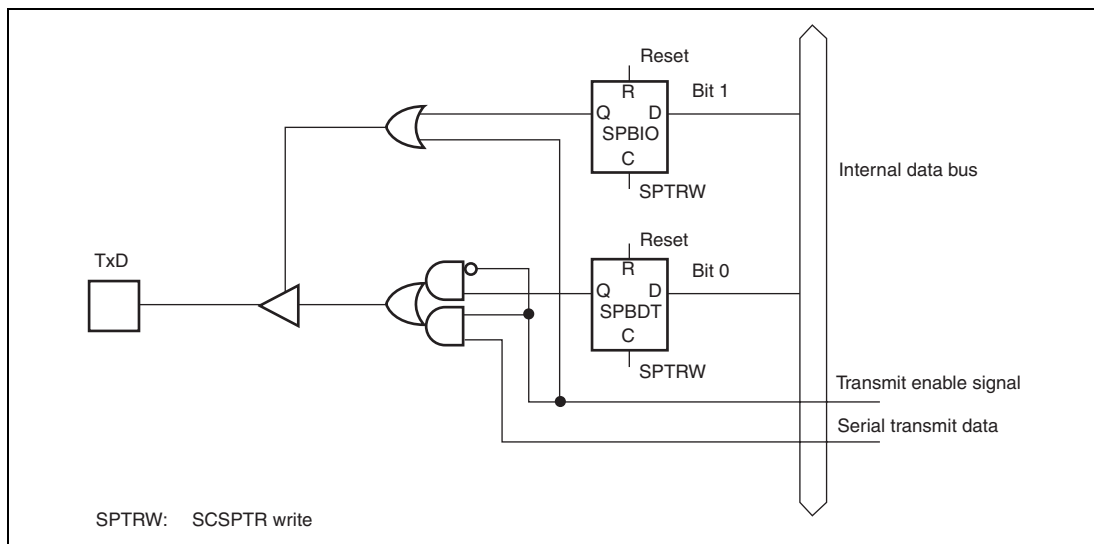 Reset
R
Bit 1
Q D
SPBIO
C
SPTRW
Internal data bus
Reset
R
Bit 0
Q D
SPBDT
C
SPTRW
TxD
Transmit enable signal
Serial transmit data
SPTRW: SCSPTR write